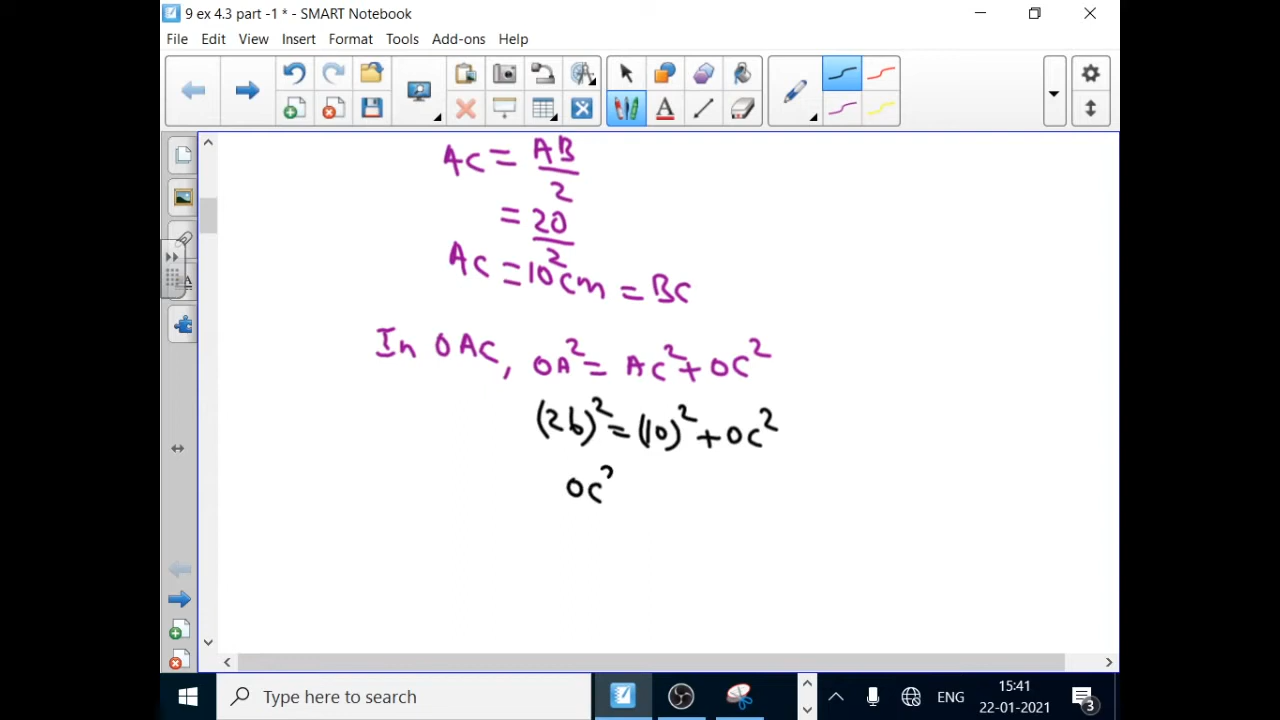 9 ex 4.3 part -1 * - SMART Notebook
File Edit View Insert Format Tools Add-ons Help
AC = AB/2
= 20/2
AC = 10cm = BC
In OAC, OA² = AC² + OC²
(26)² = (10)² + OC²
OC²
Type here to search
ENG
15:41
22-01-2021
3